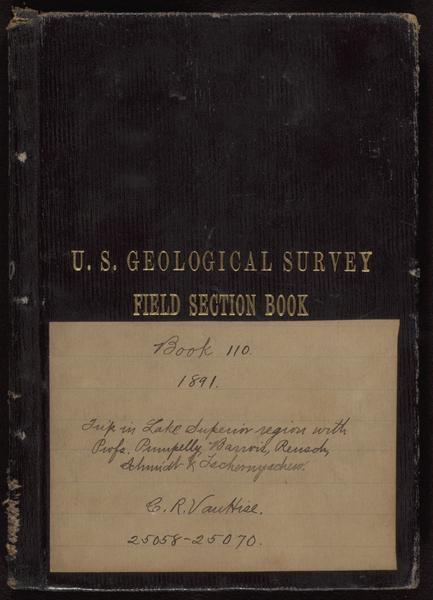 U. S. GEOLOGICAL SURVEY
FIELD SECTION BOOK
Book 110.
1891.
Trip in Lake Superior region with
Profs. Pumpelly, Barrois, Reusch,
Schmidt & Tschernyschew.
C. R. Van Hise.
25058-25070.